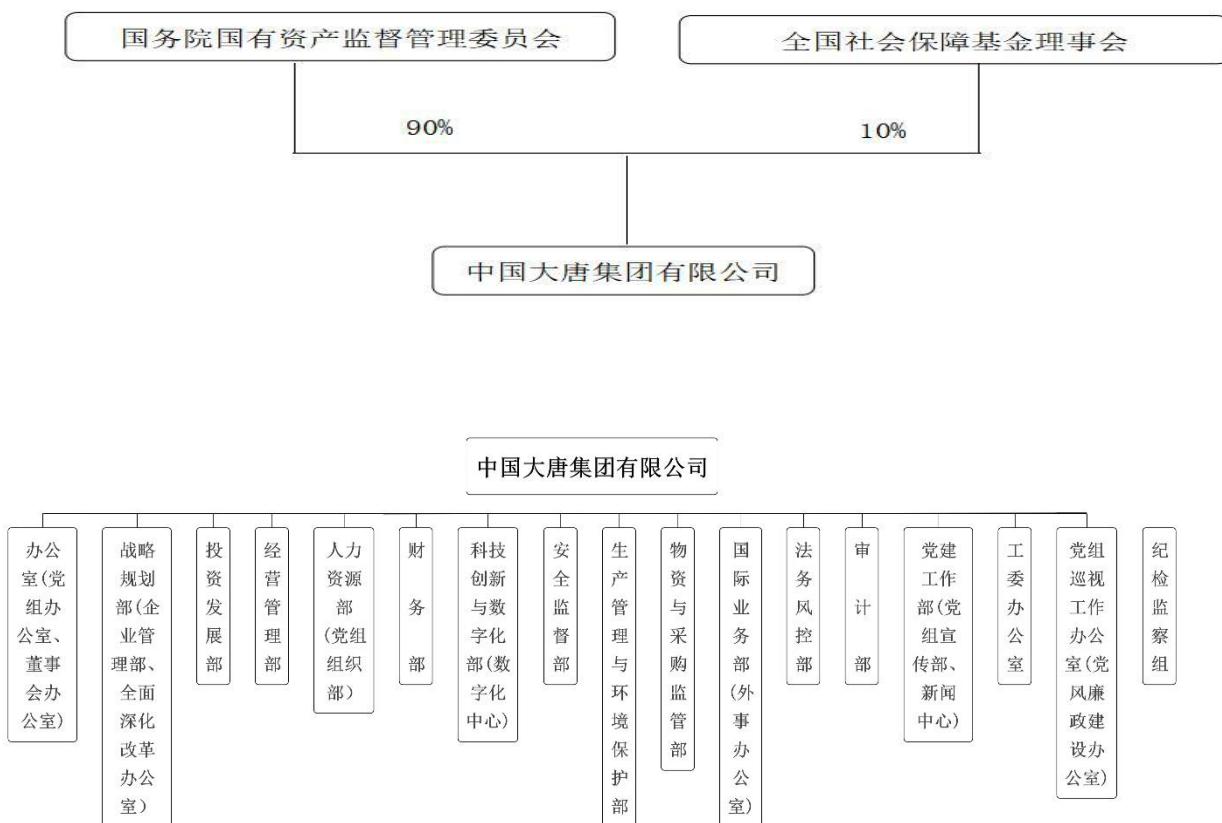 国务院国有资产监督管理委员会
全国社会保障基金理事会
90%
10%
中国大唐集团有限公司
中国大唐集团有限公司
办公
室(党
组办
公室、
董事
会办
公室)
战略
规划
部(企
业管
理部、
全面
深化
改革
办公
室)
投
资
发
展
部
经
营
管
理
部
人力
资源
部
(党组
组织
部)
财
务
部
科技
创新
与数
字化
部(数
字化
中心)
安
全
监
督
部
生
产
管
理
与
环
境
保
护
部
物
资
与
采
购
监
管
部
国
际
业
务
部
(外
事
办
公
室)
法
务
风
控
部
审
计
部
党建
工作
部(党
组宣
传部、
新闻
中心)
工
委
办
公
室
党组
巡视
工作
办公
室(党
风廉
政建
设办
公室)
纪
检
监
察
组